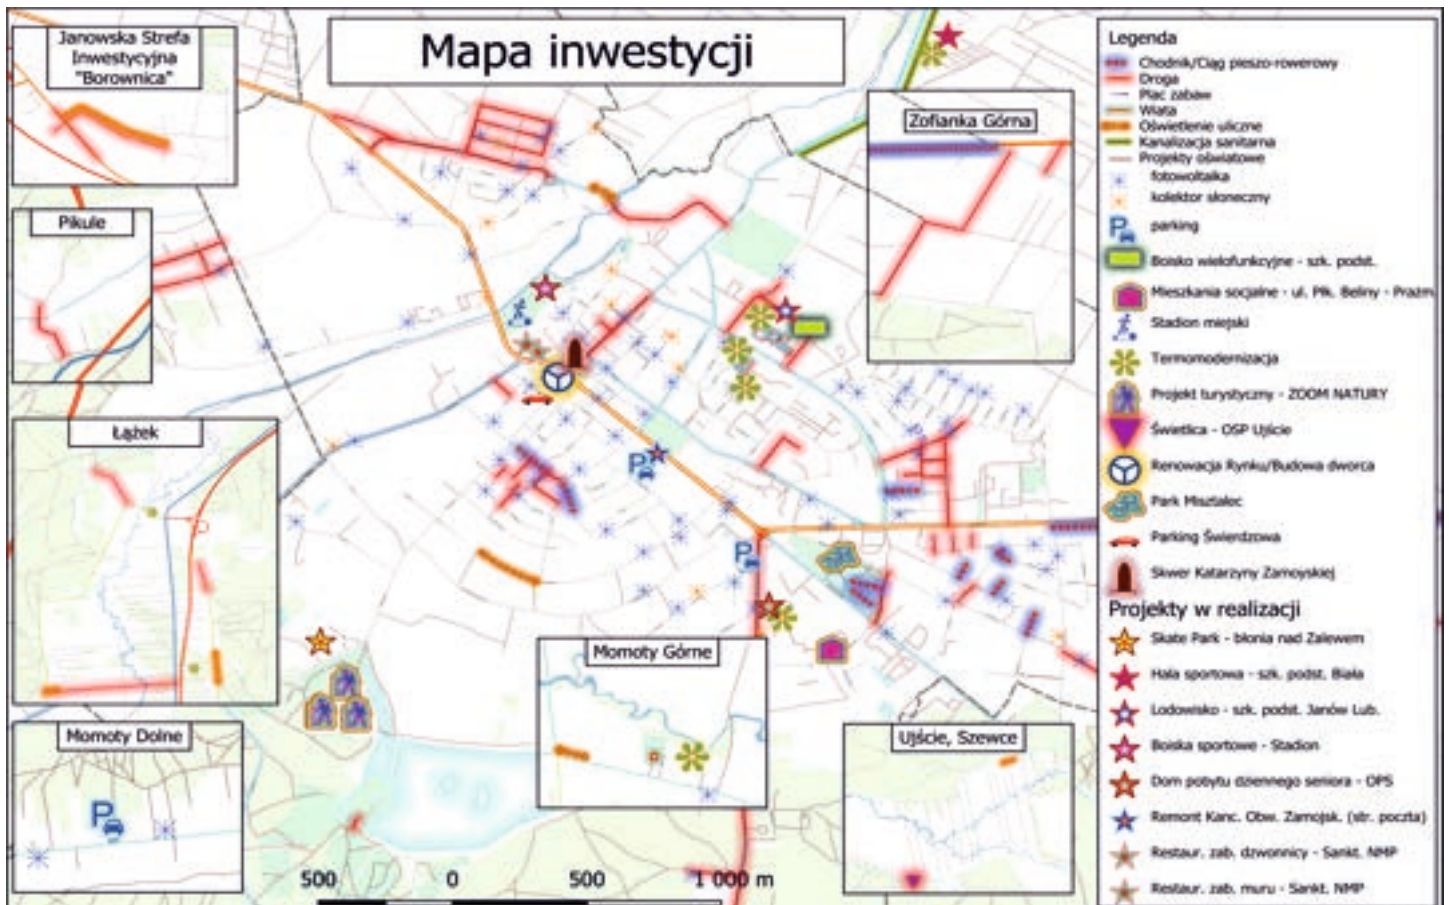 Mapa inwestycji
Janowska Strefa
Inwestycyjna
"Borownica"
Pikule
Łążek
Momoty Dolne
Momoty Górne
Ujście, Szewce
Zofianka Górna
500 0 500 1 000 m
Legenda
Chodnik/Ciąg pieszo-rowerowy
Droga
Plac zabaw
Wiata
Oświetlenie uliczne
Kanalizacja sanitarna
Projekty oświatowe
fotowoltaika
kolektor słoneczny
parking
Boisko wielofunkcyjne - szk. podst.
Mieszkania socjalne - ul. Płk. Beliny - Prażm
Stadion miejski
Termomodernizacja
Projekt turystyczny - ZOOM NATURY
Świetlica - OSP Ujście
Renowacja Rynku/Budowa dworca
Park Misztalec
Parking Świerdzowa
Skwer Katarzyny Zamoyskiej
Projekty w realizacji
Skate Park - błonia nad Zalewem
Hala sportowa - szk. podst. Biała
Lodowisko - szk. podst. Janów Lub.
Boiska sportowe - Stadion
Dom pobytu dziennego seniora - OPS
Remont Kanc. Obw. Zamojsk. (str. poczta)
Restaur. zab. dzwonnicy - Sankt. NMP
Restaur. zab. muru - Sankt. NMP